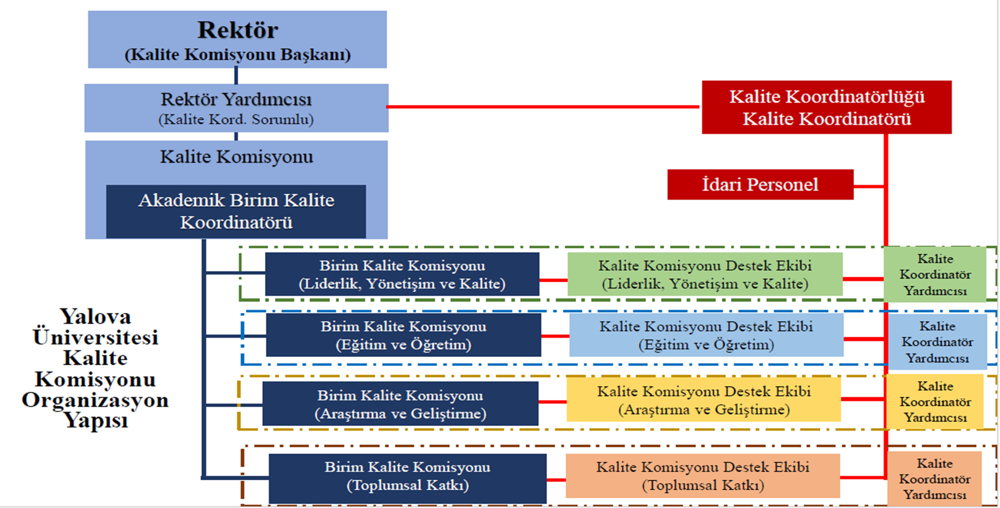 Rektör
(Kalite Komisyonu Başkanı)
Rektör Yardımcısı
(Kalite Kord. Sorumlu)
Kalite Koordinatörlüğü
Kalite Koordinatörü
Kalite Komisyonu
Akademik Birim Kalite
Koordinatörü
İdari Personel
Birim Kalite Komisyonu
(Liderlik, Yönetişim ve Kalite)
Kalite Komisyonu Destek Ekibi
(Liderlik, Yönetişim ve Kalite)
Kalite
Koordinatör
Yardımcısı
Birim Kalite Komisyonu
(Eğitim ve Öğretim)
Kalite Komisyonu Destek Ekibi
(Eğitim ve Öğretim)
Kalite
Koordinatör
Yardımcısı
Birim Kalite Komisyonu
(Araştırma ve Geliştirme)
Kalite Komisyonu Destek Ekibi
(Araştırma ve Geliştirme)
Kalite
Koordinatör
Yardımcısı
Birim Kalite Komisyonu
(Toplumsal Katkı)
Kalite Komisyonu Destek Ekibi
(Toplumsal Katkı)
Kalite
Koordinatör
Yardımcısı
Yalova
Üniversitesi
Kalite
Komisyonu
Organizasyon
Yapısı